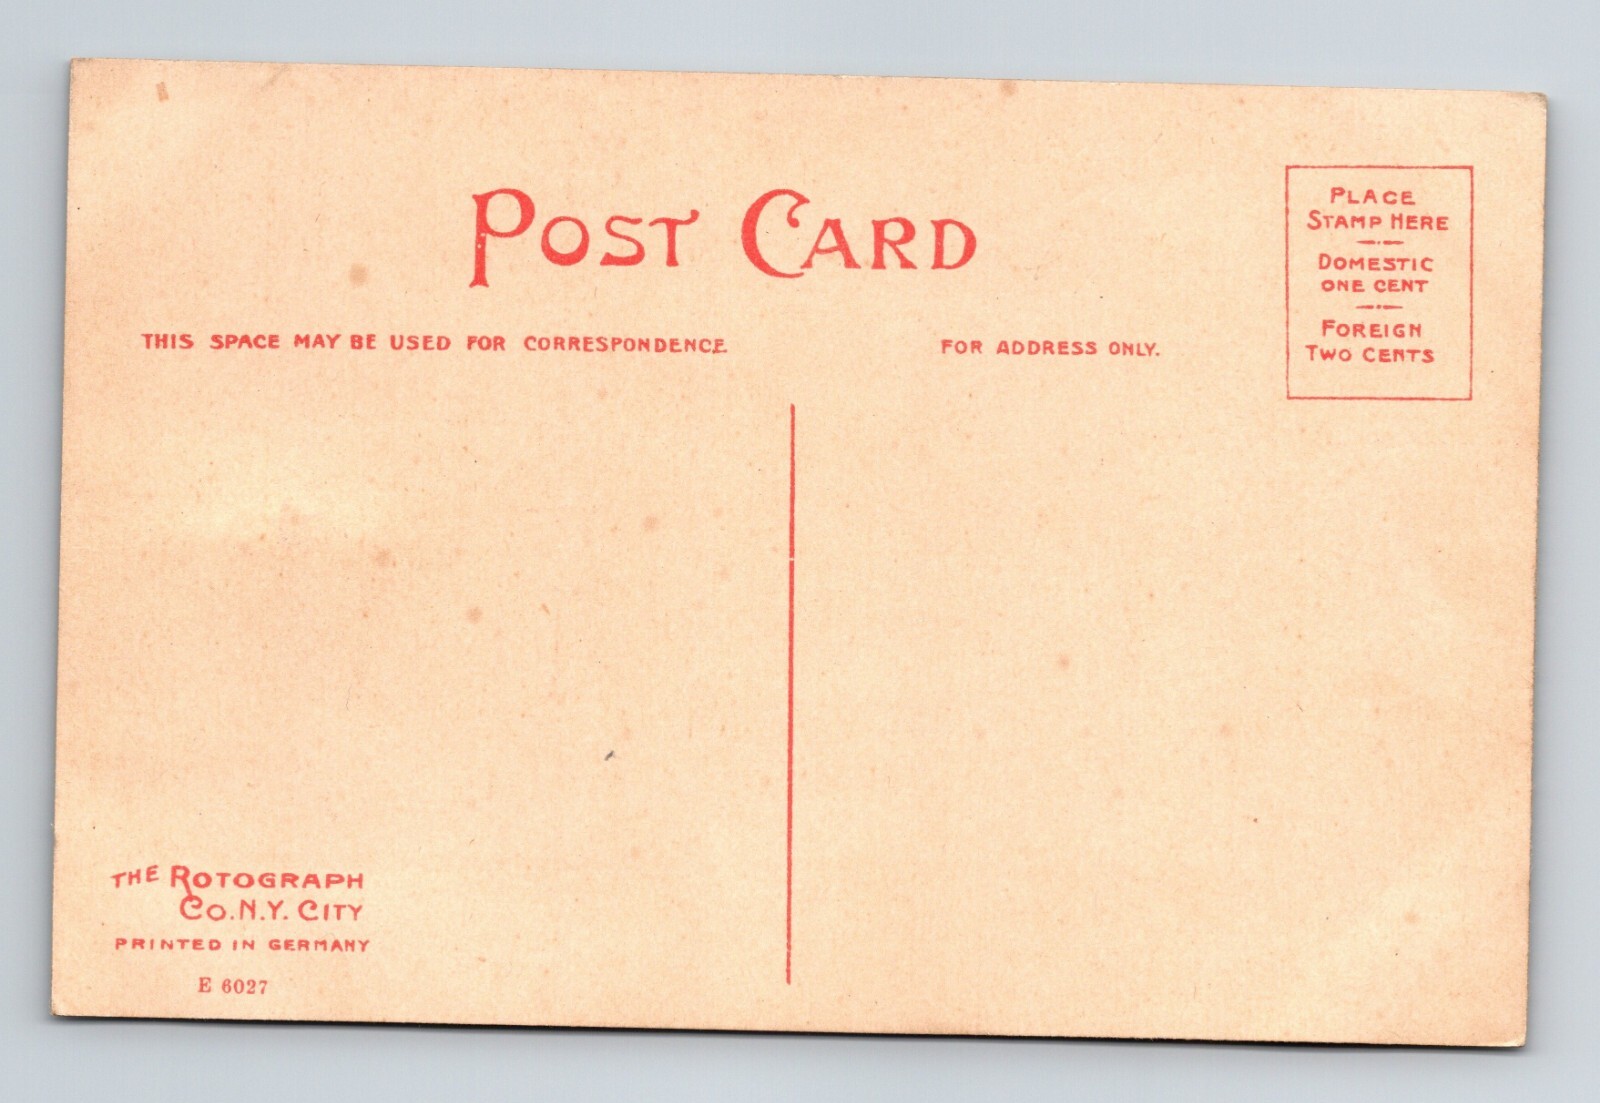 POST CARD
PLACE
STAMP HERE
DOMESTIC
ONE CENT
FOREIGN
TWO CENTS
THIS SPACE MAY BE USED FOR CORRESPONDENCE
FOR ADDRESS ONLY.
THE ROTOGRAPH
CO. N.Y. CITY
PRINTED IN GERMANY
E 6027